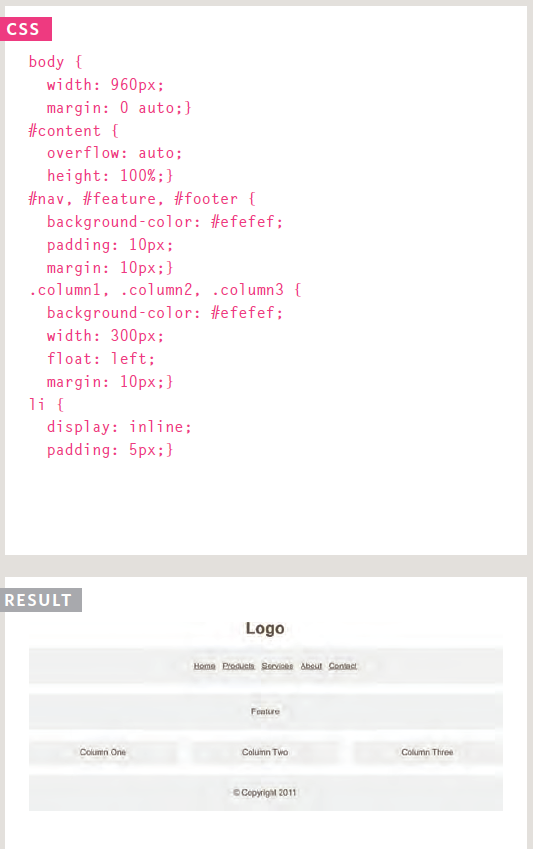 CSS
body {
width: 960px;
margin: 0 auto;}
#content {
overflow: auto;
height: 100%;}
#nav, #feature, #footer {
background-color: #efefef;
padding: 10px;
margin: 10px;}
.column1, .column2, .column3 {
background-color: #efefef;
width: 300px;
float: left;
margin: 10px;}
li {
display: inline;
padding: 5px;}
RESULT
Logo
Home Products Services About Contact
Feature
Column One Column Two Column Three
© Copyright 2011